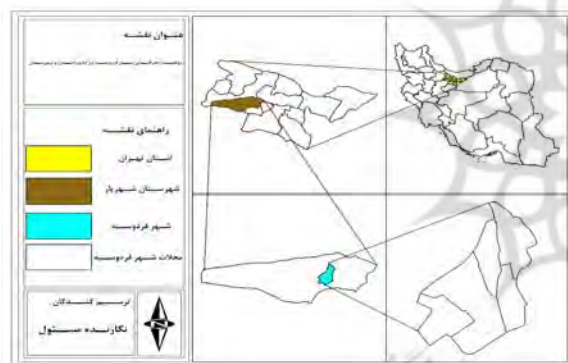 عنوان نقشه
راهنمای نقشه
استان تهران
شهرستان شهریار
شهر فردوسیه
محلات شهر فردوسیه
ترسیم کنندگان:
نگارنده مسئول